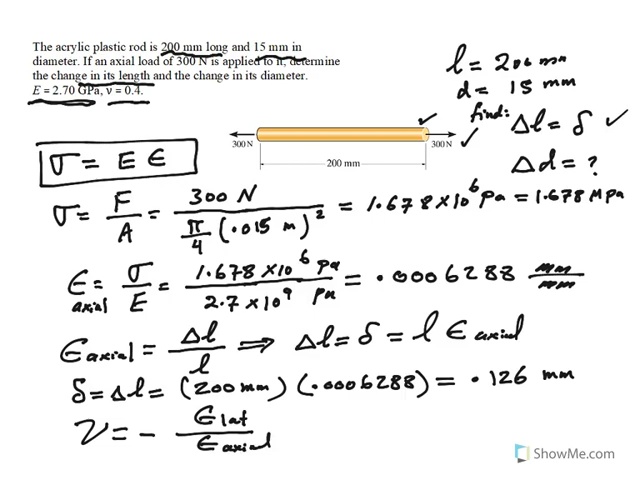 The acrylic plastic rod is 200 mm long and 15 mm in
diameter. If an axial load of 300 N is applied to it, determine
the change in its length and the change in its diameter.
E = 2.70 GPa, ν = 0.4.
l = 200 mm
d = 15 mm
find:
Δl = δ ✓
Δd = ?
300 N
300 N
200 mm
σ = E ϵ
σ = F/A = 300 N / π/4 (.015 m)² = 1.678 × 10⁶ Pa = 1.678 MPa
ϵ axial = σ/E = 1.678 × 10⁶ Pa / 2.7 × 10⁹ Pa = .0006288 mm/mm
ϵ axial = Δl/l ⇒ Δl = δ = l ϵ axial
δ = Δl = (200 mm) (.0006288) = .126 mm
ν = - ϵ lat / ϵ axial
ShowMe.com